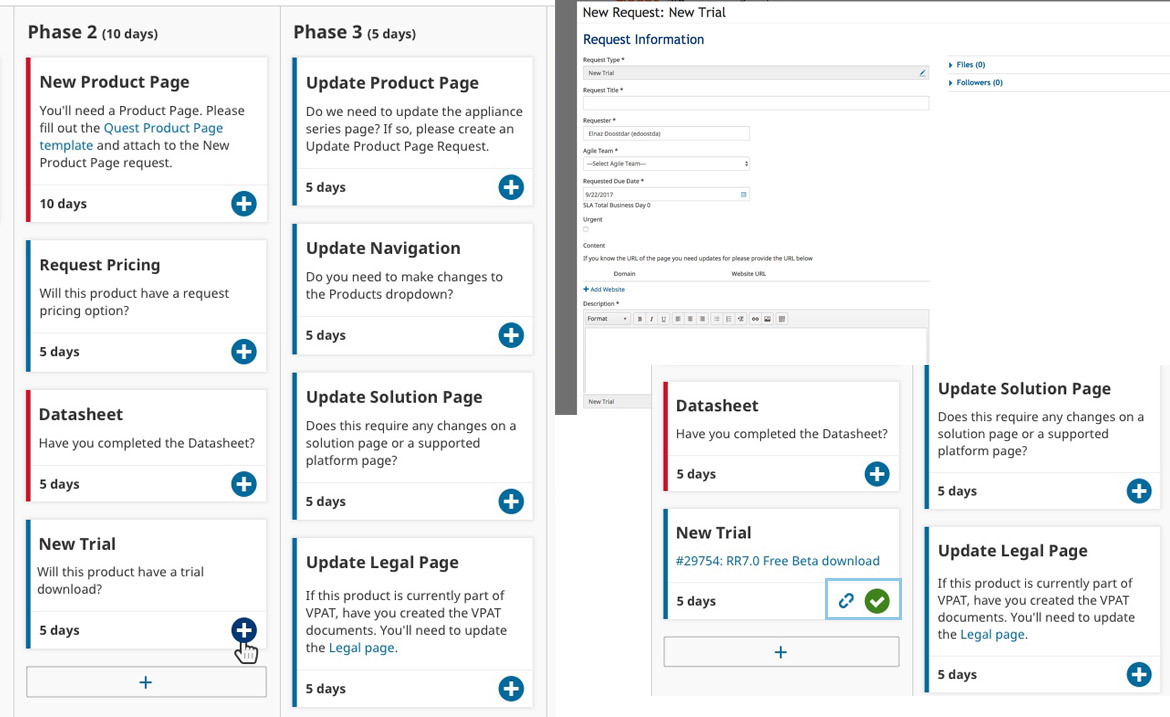 Phase 2 (10 days)
New Product Page
You'll need a Product Page. Please
fill out the Quest Product Page
template and attach to the New
Product Page request.
10 days
Request Pricing
Will this product have a request
pricing option?
5 days
Datasheet
Have you completed the Datasheet?
5 days
New Trial
Will this product have a trial
download?
5 days
Phase 3 (5 days)
Update Product Page
Do we need to update the appliance
series page? If so, please create an
Update Product Page Request.
5 days
Update Navigation
Do you need to make changes to
the Products dropdown?
5 days
Update Solution Page
Does this require any changes on a
solution page or a supported
platform page?
5 days
Update Legal Page
If this product is currently part of
VPAT, have you created the VPAT
documents. You'll need to update
the Legal page.
5 days
New Request: New Trial
Request Information
Request Type *
New Trial
Request Title *
Requester *
Elnaz Doostdar (edoostda)
Agile Team *
---Select Agile Team---
Requested Due Date *
9/22/2017
SLA Total Business Day 0
Urgent
Content
If you know the URL of the page you need updates for please provide the URL below
Domain Website URL
+ Add Website
Description *
Format B I U
New Trial
Files (0)
Followers (0)
Datasheet
Have you completed the Datasheet?
5 days
New Trial
#29754: RR7.0 Free Beta download
5 days
Update Solution Page
Does this require any changes on a
solution page or a supported
platform page?
5 days
Update Legal Page
If this product is currently part of
VPAT, have you created the VPAT
documents. You'll need to update
the Legal page.
5 days